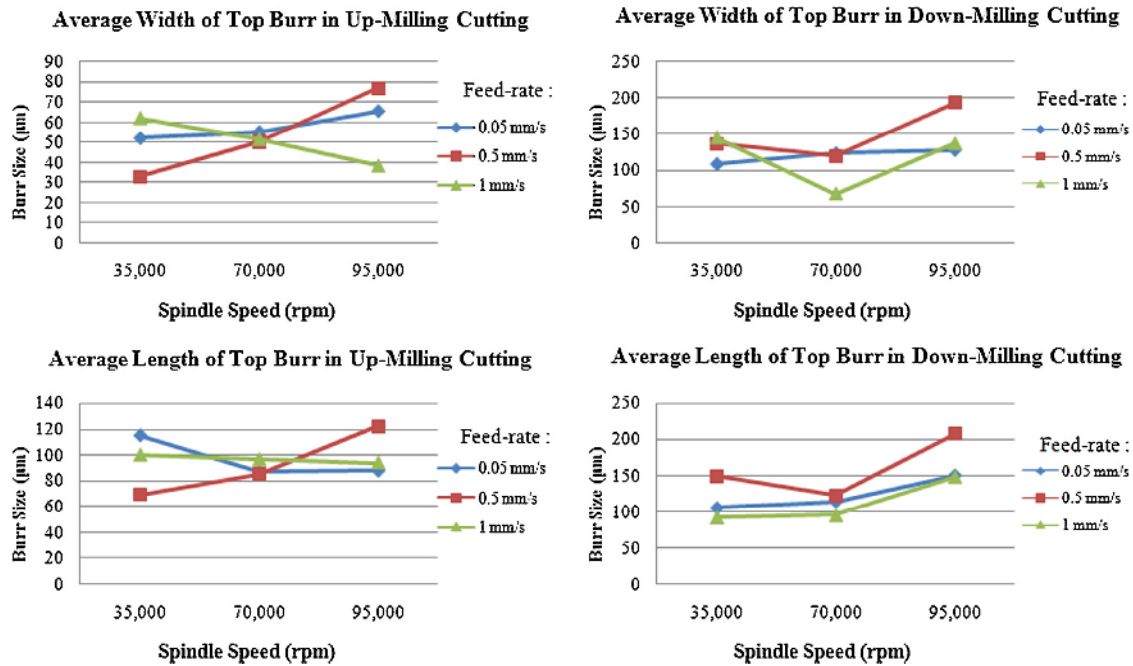 Average Width of Top Burr in Up-Milling Cutting
90
80
70
60
50
40
30
20
10
0
Burr Size (μm)
35,000 70,000 95,000
Spindle Speed (rpm)
Feed-rate :
0.05 mm/s
0.5 mm/s
1 mm/s
Average Width of Top Burr in Down-Milling Cutting
250
200
150
100
50
0
Burr Size (μm)
35,000 70,000 95,000
Spindle Speed (rpm)
Feed-rate :
0.05 mm/s
0.5 mm/s
1 mm/s
Average Length of Top Burr in Up-Milling Cutting
140
120
100
80
60
40
20
0
Burr Size (μm)
35,000 70,000 95,000
Spindle Speed (rpm)
Feed-rate :
0.05 mm/s
0.5 mm/s
1 mm/s
Average Length of Top Burr in Down-Milling Cutting
250
200
150
100
50
0
Burr Size (μm)
35,000 70,000 95,000
Spindle Speed (rpm)
Feed-rate :
0.05 mm/s
0.5 mm/s
1 mm/s